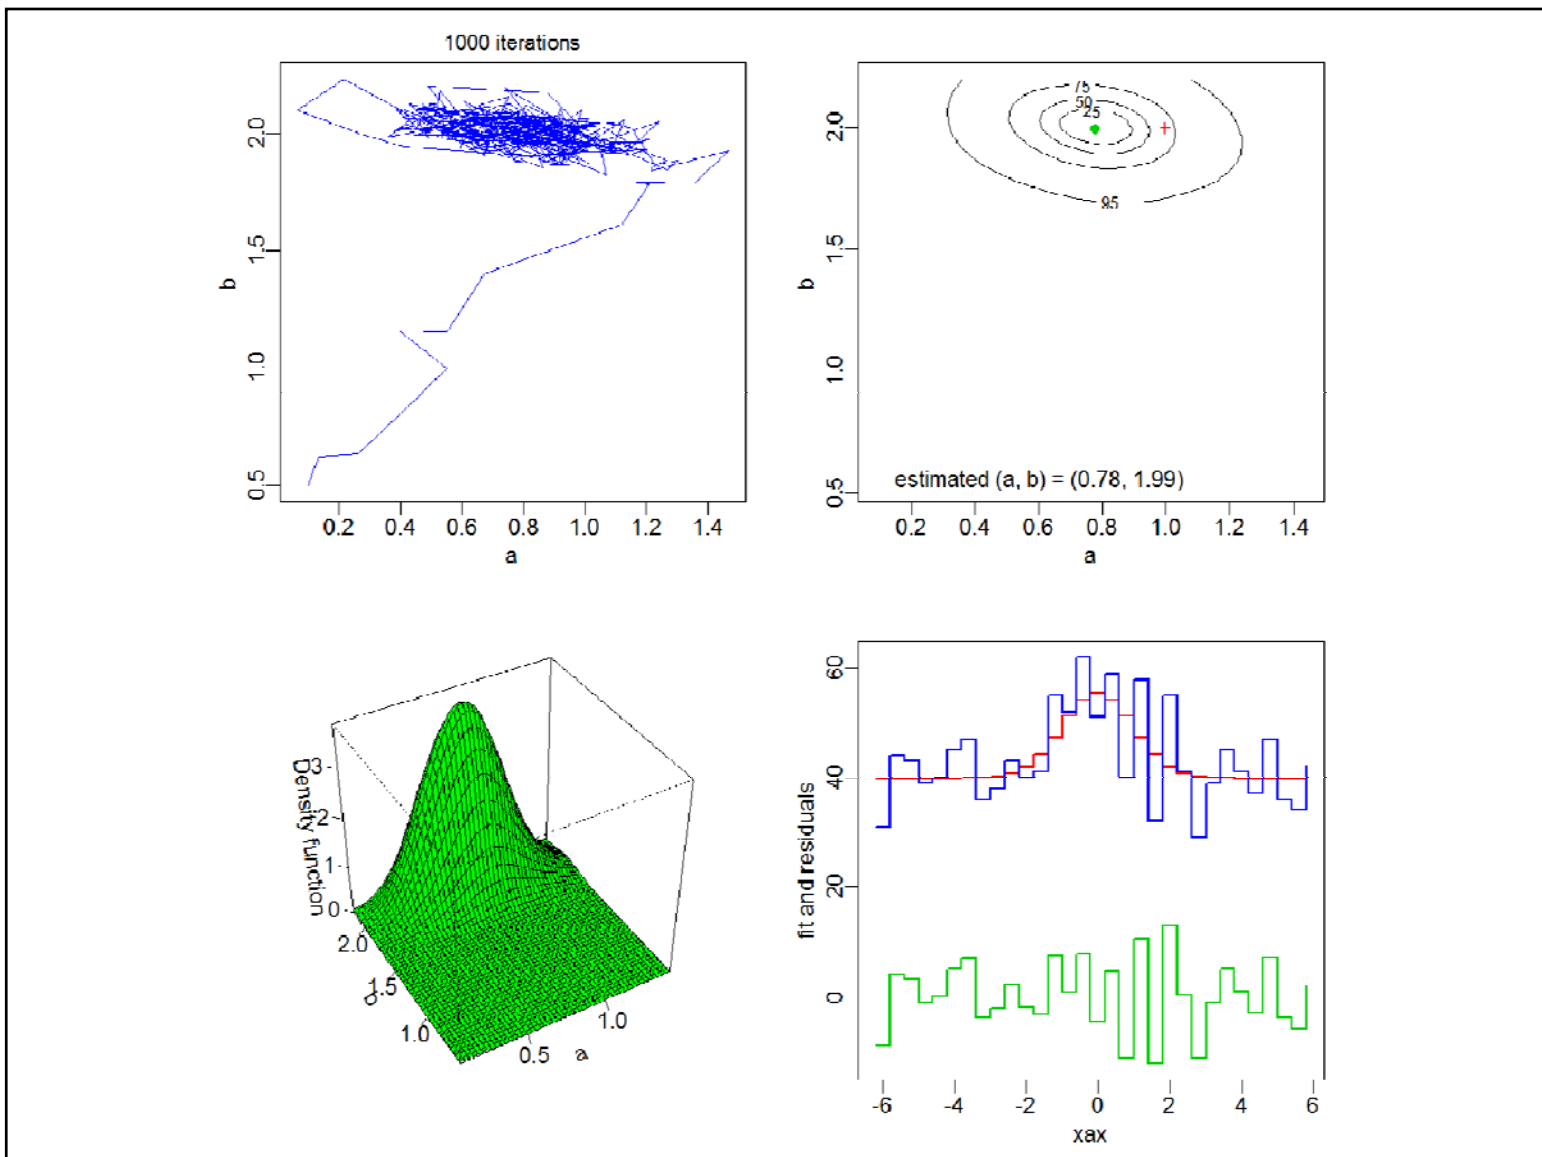 1000 iterations
2.0
1.5
1.0
0.5
b
0.2 0.4 0.6 0.8 1.0 1.2 1.4
a
2.0
1.5
1.0
0.5
b
75
50
25
95
estimated (a, b) = (0.78, 1.99)
0.2 0.4 0.6 0.8 1.0 1.2 1.4
a
Density function
3
2
1
0
2.0
1.5
1.0
b
0.5
1.0
a
fit and residuals
60
40
20
0
-6 -4 -2 0 2 4 6
xax